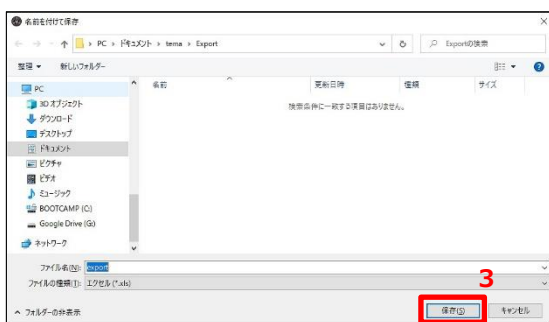 名前を付けて保存
PC > ドキュメント > tema > Export
Exportの検索
整理 新しいフォルダー
名前 更新日時 種類 サイズ
検索条件に一致する項目はありません。
PC
3D オブジェクト
ダウンロード
デスクトップ
ドキュメント
ピクチャ
ビデオ
ミュージック
BOOTCAMP (C:)
Google Drive (G:)
ネットワーク
ファイル名(N): export
ファイルの種類(T): エクセル (*.xls)
3
フォルダーの非表示
保存(S) キャンセル